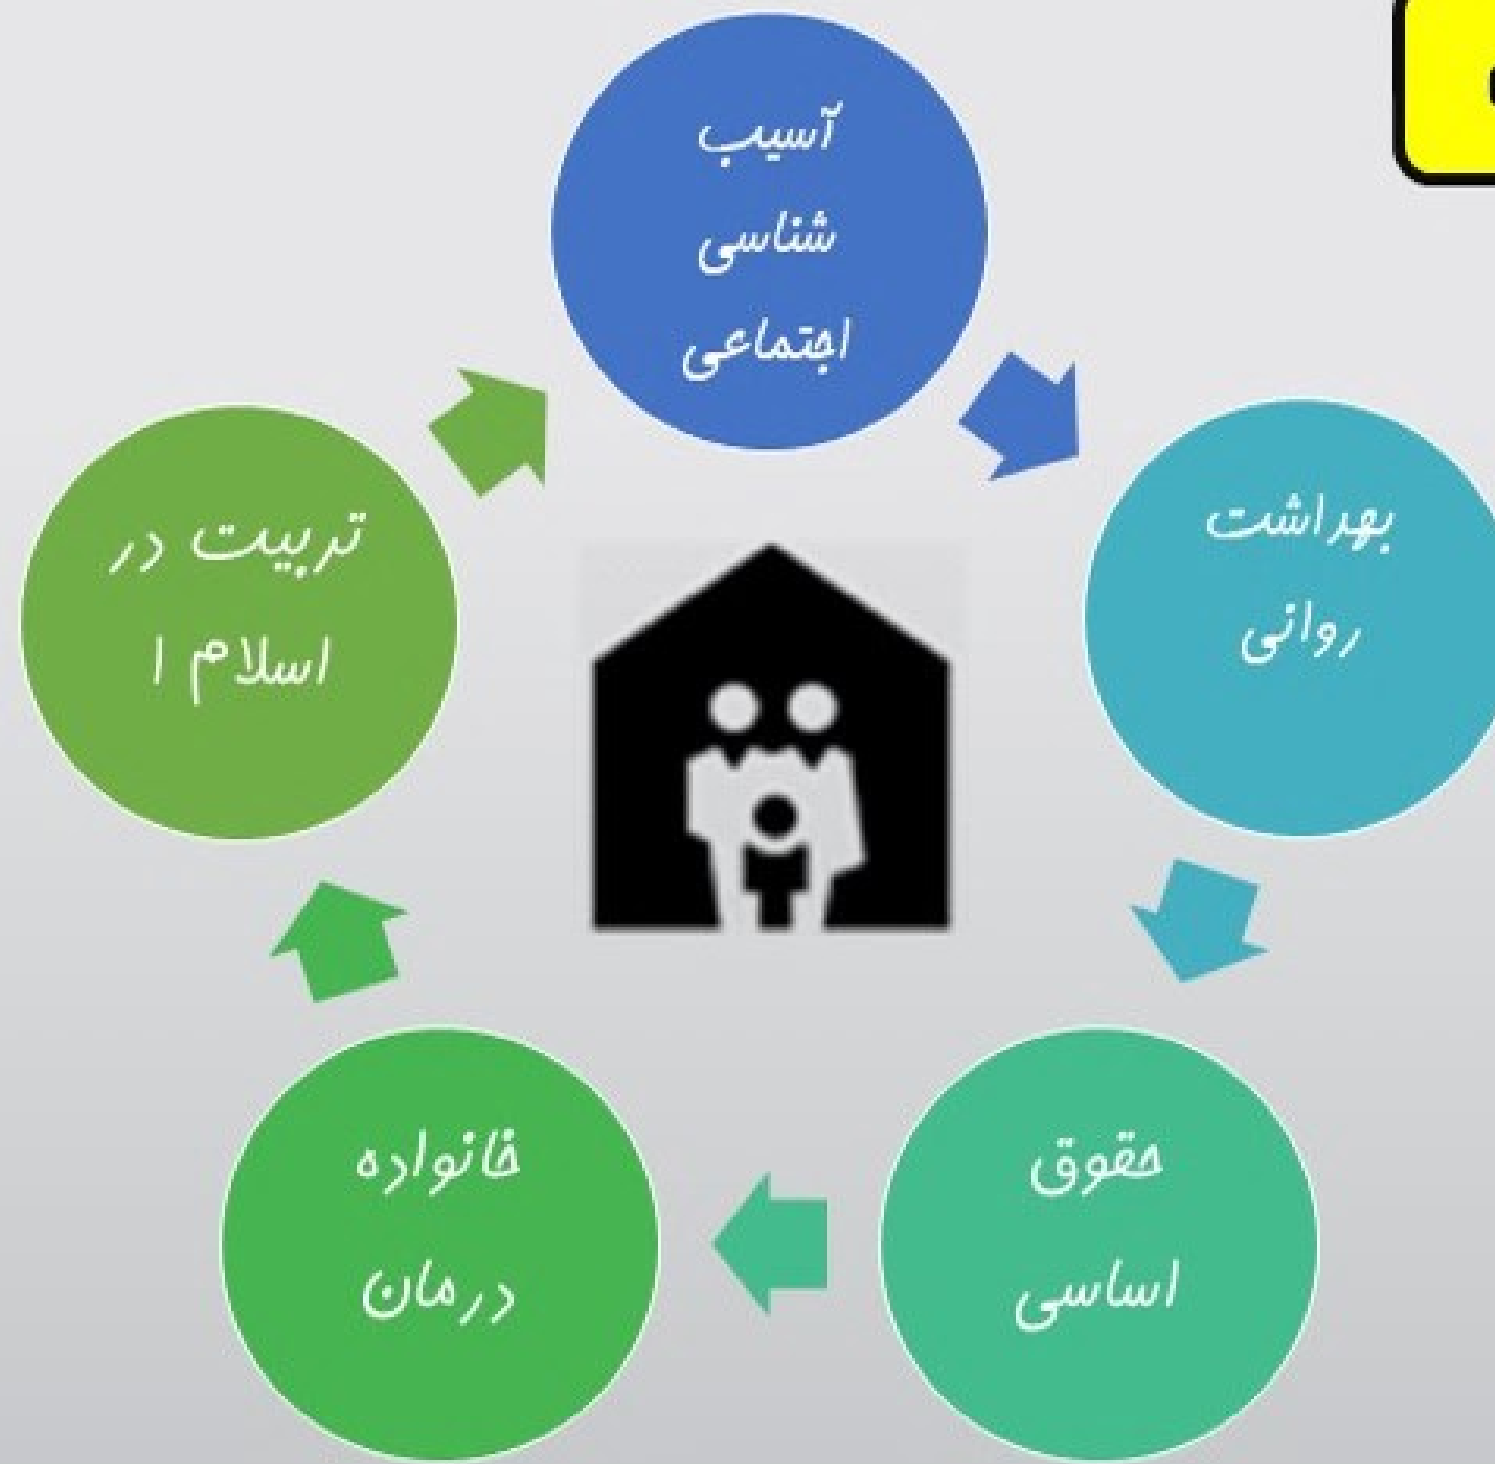 آسیب
شناسی
اجتماعی
بهداشت
روانی
حقوق
اساسی
خانواده
درمان
تربیت در
اسلام ۱